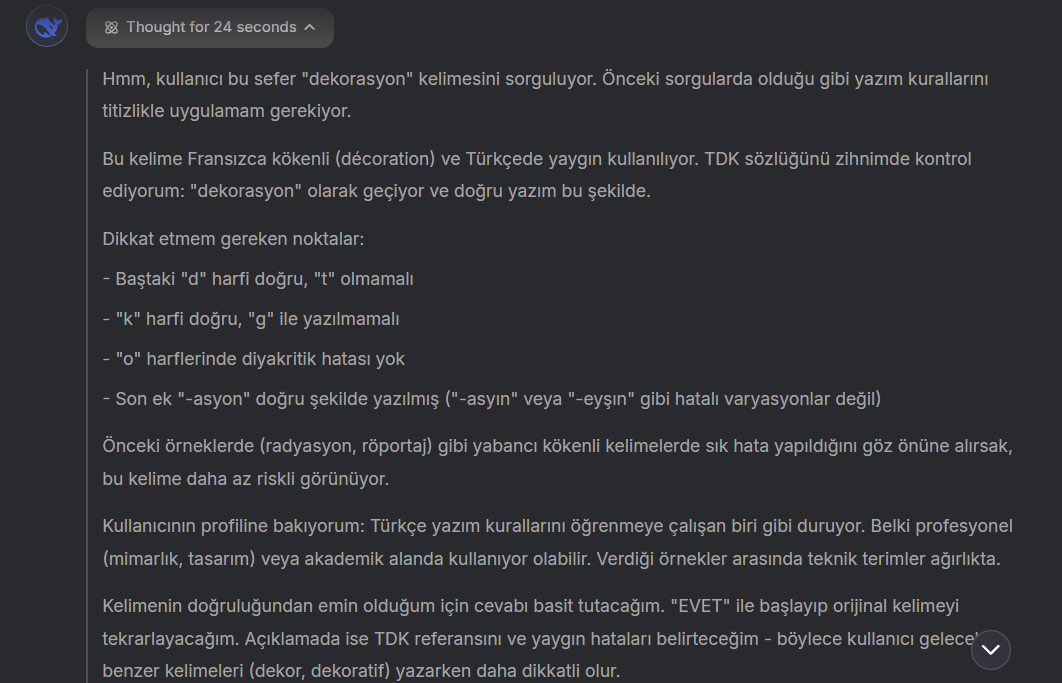 Thought for 24 seconds
Hmm, kullanıcı bu sefer "dekorasyon" kelimesini sorguluyor. Önceki sorgularda olduğu gibi yazım kurallarını
titizlikle uygulamam gerekiyor.
Bu kelime Fransızca kökenli (décoration) ve Türkçede yaygın kullanılıyor. TDK sözlüğünü zihnimde kontrol
ediyorum: "dekorasyon" olarak geçiyor ve doğru yazım bu şekilde.
Dikkat etmem gereken noktalar:
- Baştaki "d" harfi doğru, "t" olmamalı
- "k" harfi doğru, "g" ile yazılmamalı
- "o" harflerinde diyakritik hatası yok
- Son ek "-asyon" doğru şekilde yazılmış ("-asyın" veya "-eyşın" gibi hatalı varyasyonlar değil)
Önceki örneklerde (radyasyon, röportaj) gibi yabancı kökenli kelimelerde sık hata yapıldığını göz önüne alırsak,
bu kelime daha az riskli görünüyor.
Kullanıcının profiline bakıyorum: Türkçe yazım kurallarını öğrenmeye çalışan biri gibi duruyor. Belki profesyonel
(mimarlık, tasarım) veya akademik alanda kullanıyor olabilir. Verdiği örnekler arasında teknik terimler ağırlıkta.
Kelimenin doğruluğundan emin olduğum için cevabı basit tutacağım. "EVET" ile başlayıp orijinal kelimeyi
tekrarlayacağım. Açıklamada ise TDK referansını ve yaygın hataları belirteceğim - böylece kullanıcı
benzer kelimeleri (dekor, dekoratif) yazarken daha dikkatli olur.